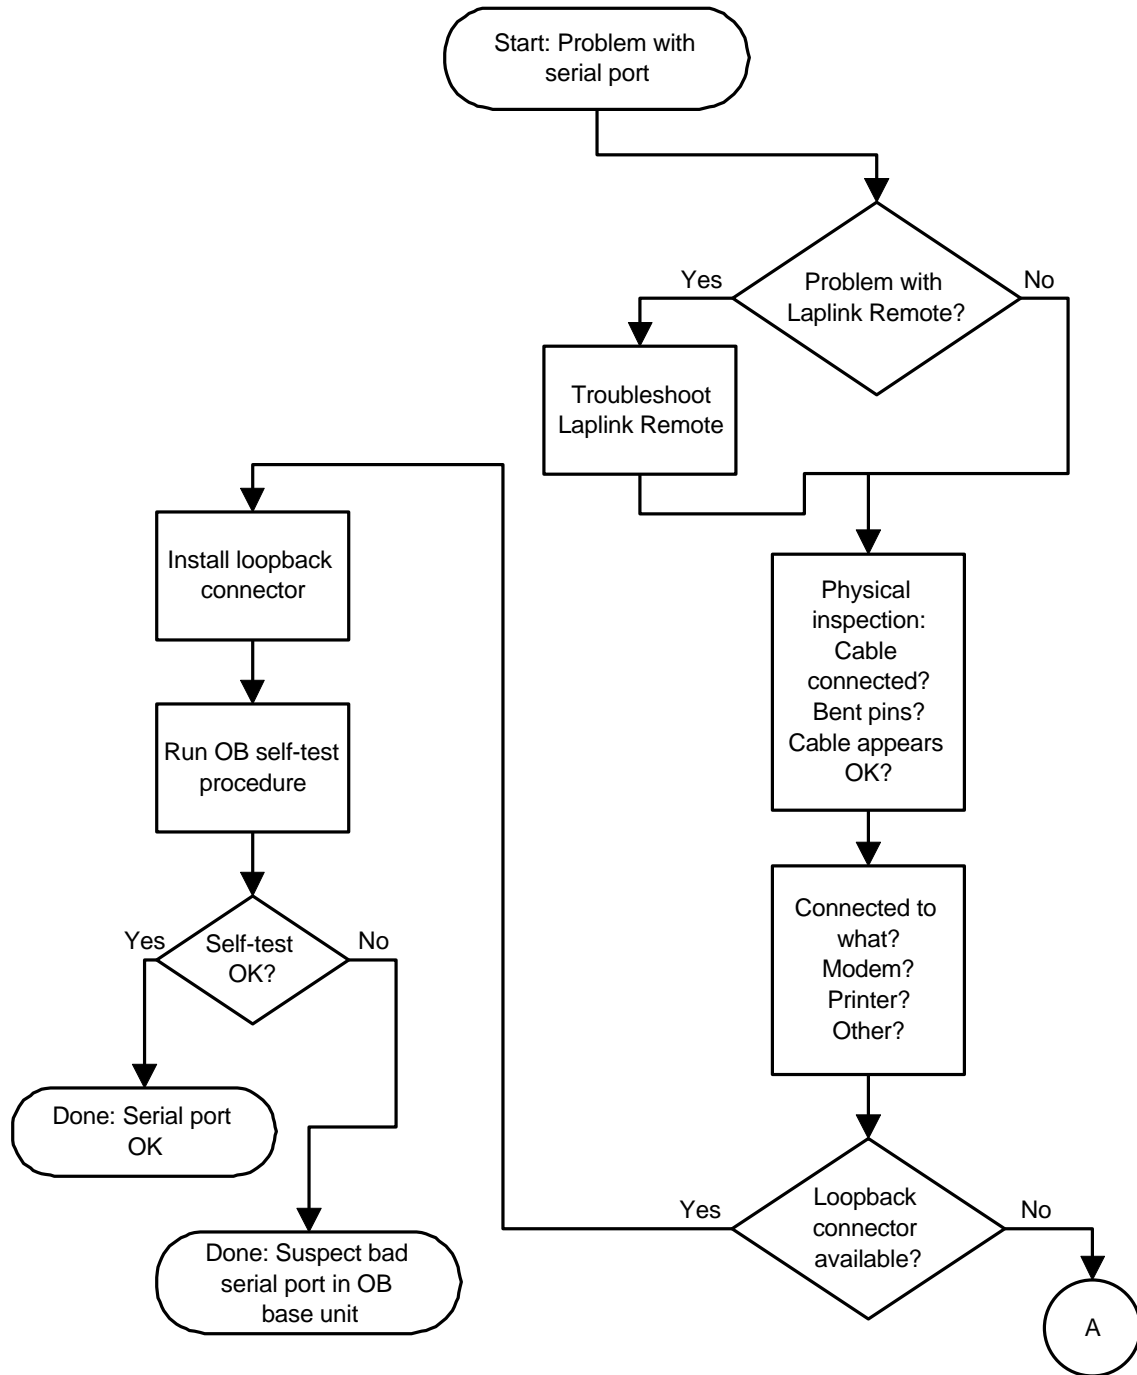 Start: Problem with
serial port
Problem with
Laplink Remote?
Yes
No
Troubleshoot
Laplink Remote
Physical
inspection:
Cable
connected?
Bent pins?
Cable appears
OK?
Connected to
what?
Modem?
Printer?
Other?
Loopback
connector
available?
Yes
No
A
Install loopback
connector
Run OB self-test
procedure
Self-test
OK?
Yes
No
Done: Serial port
OK
Done: Suspect bad
serial port in OB
base unit